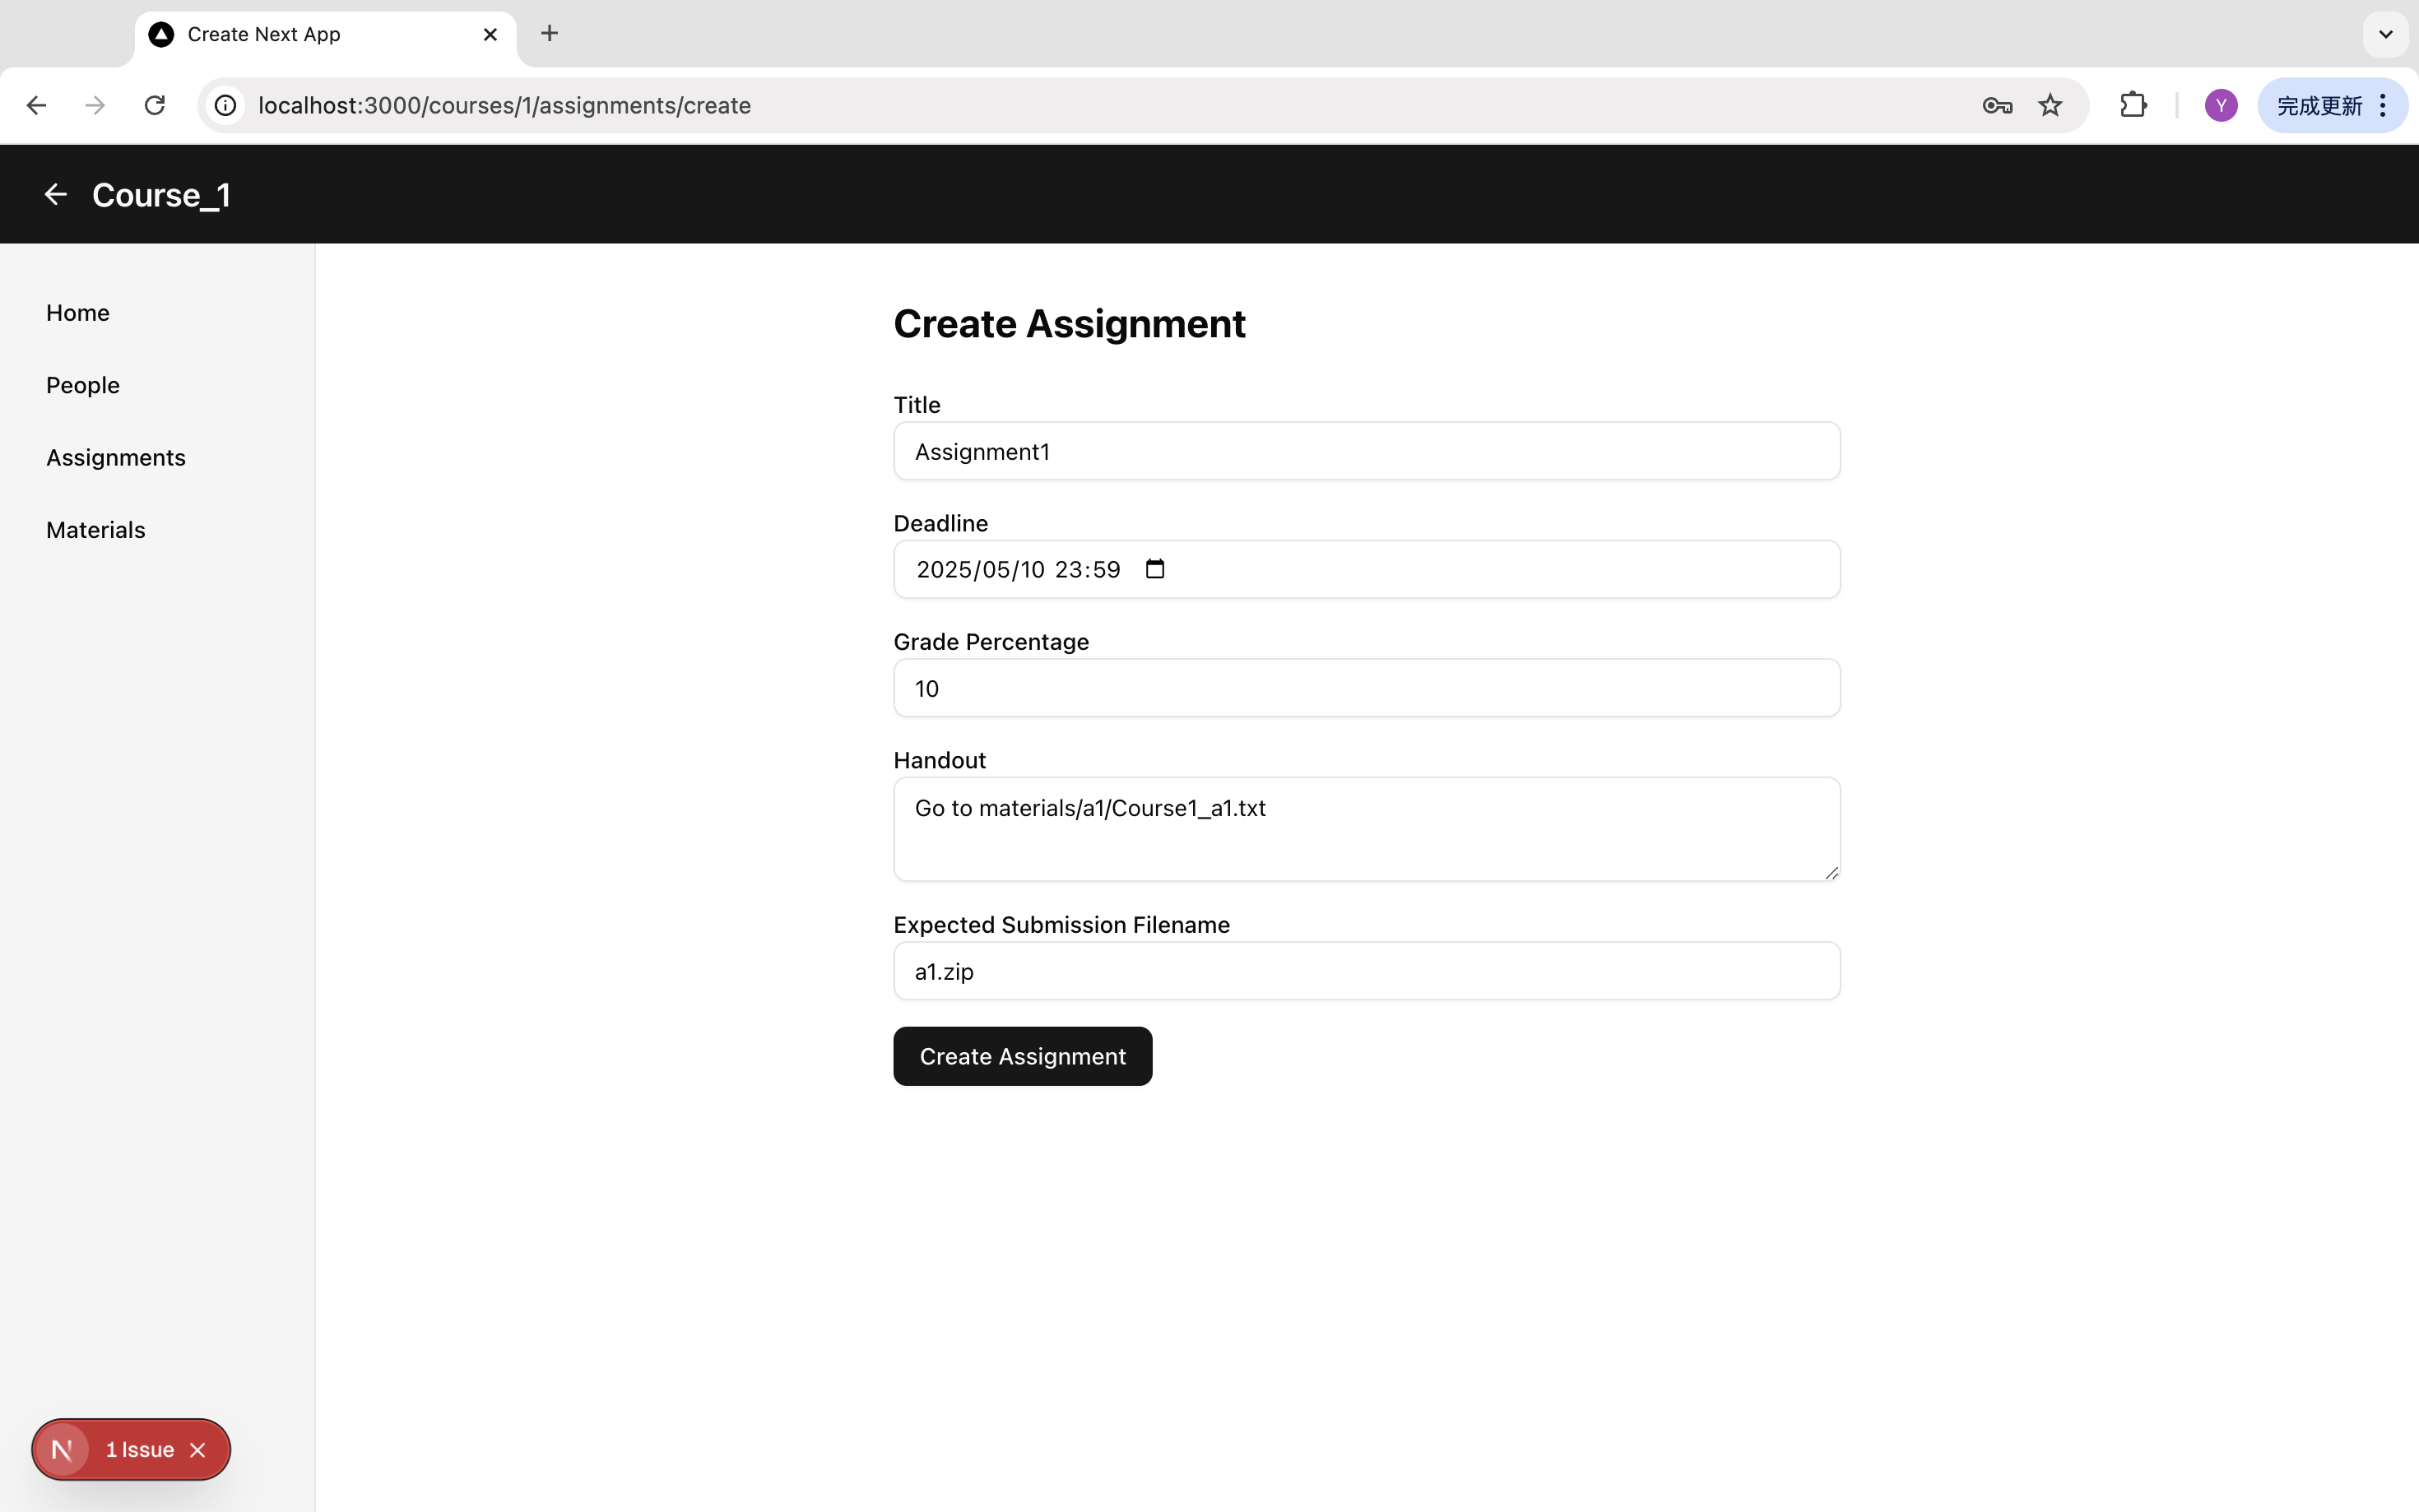 Create Next App
localhost:3000/courses/1/assignments/create
Y
完成更新
Course_1
Home
People
Assignments
Materials
Create Assignment
Title
Assignment1
Deadline
2025/05/10 23:59
Grade Percentage
10
Handout
Go to materials/a1/Course1_a1.txt
Expected Submission Filename
a1.zip
Create Assignment
N
1 Issue